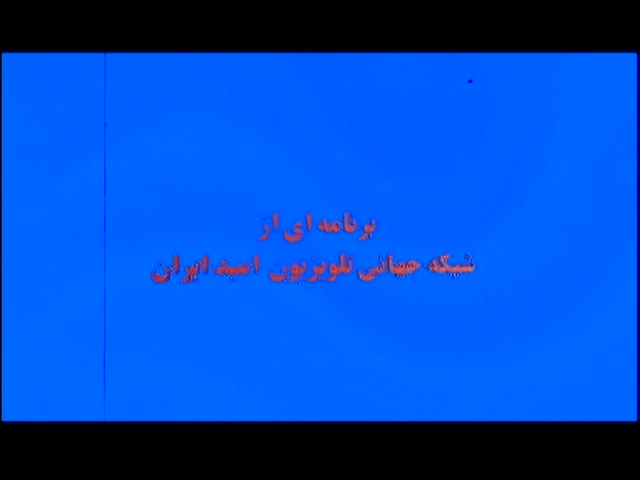 برنامه ای از
شبکه جهانی تلویزیون امید ایران